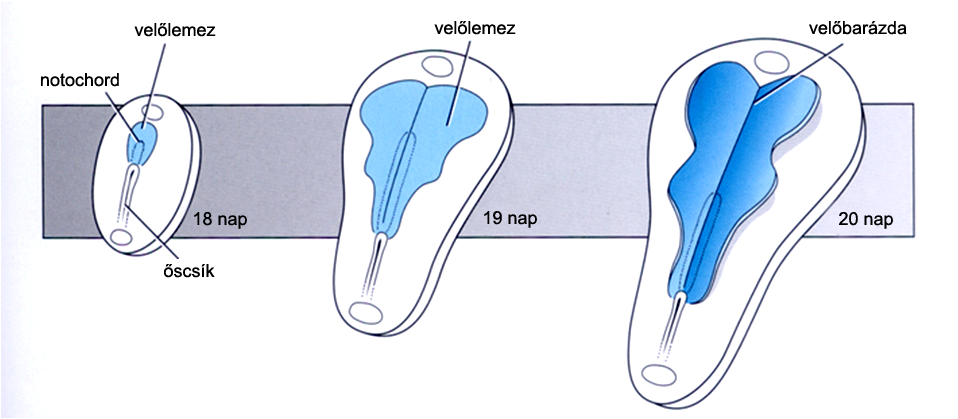 velőlemez
notochord
18 nap
őscsík
velőlemez
19 nap
velőbarázda
20 nap